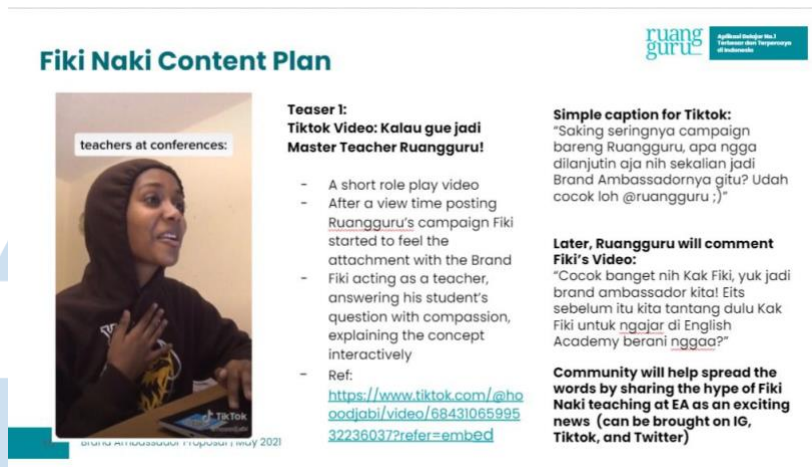 ruang
guru
Aplikasi Belajar No.1
Terbesar dan Terpercaya
di Indonesia
Fiki Naki Content Plan
teachers at conferences:
TikTok
Teaser 1:
Tiktok Video: Kalau gue jadi
Master Teacher Ruangguru!
- A short role play video
- After a view time posting
Ruangguru's campaign Fiki
started to feel the
attachment with the Brand
- Fiki acting as a teacher,
answering his student's
question with compassion,
explaining the concept
interactively
- Ref:
https://www.tiktok.com/@ho
oodjabi/video/68431065995
32236037?refer=embed
Simple caption for Tiktok:
"Saking seringnya campaign
bareng Ruangguru, apa ngga
dilanjutin aja nih sekalian jadi
Brand Ambassadornya gitu? Udah
cocok loh @ruangguru ;)"
Later, Ruangguru will comment
Fiki's Video:
"Cocok banget nih Kak Fiki, yuk jadi
brand ambassador kita! Eits
sebelum itu kita tantang dulu Kak
Fiki untuk ngajar di English
Academy berani nggaa?"
Community will help spread the
words by sharing the hype of Fiki
Naki teaching at EA as an exciting
news (can be brought on IG,
Tiktok, and Twitter)
Brand Ambassador Proposal | May 2021